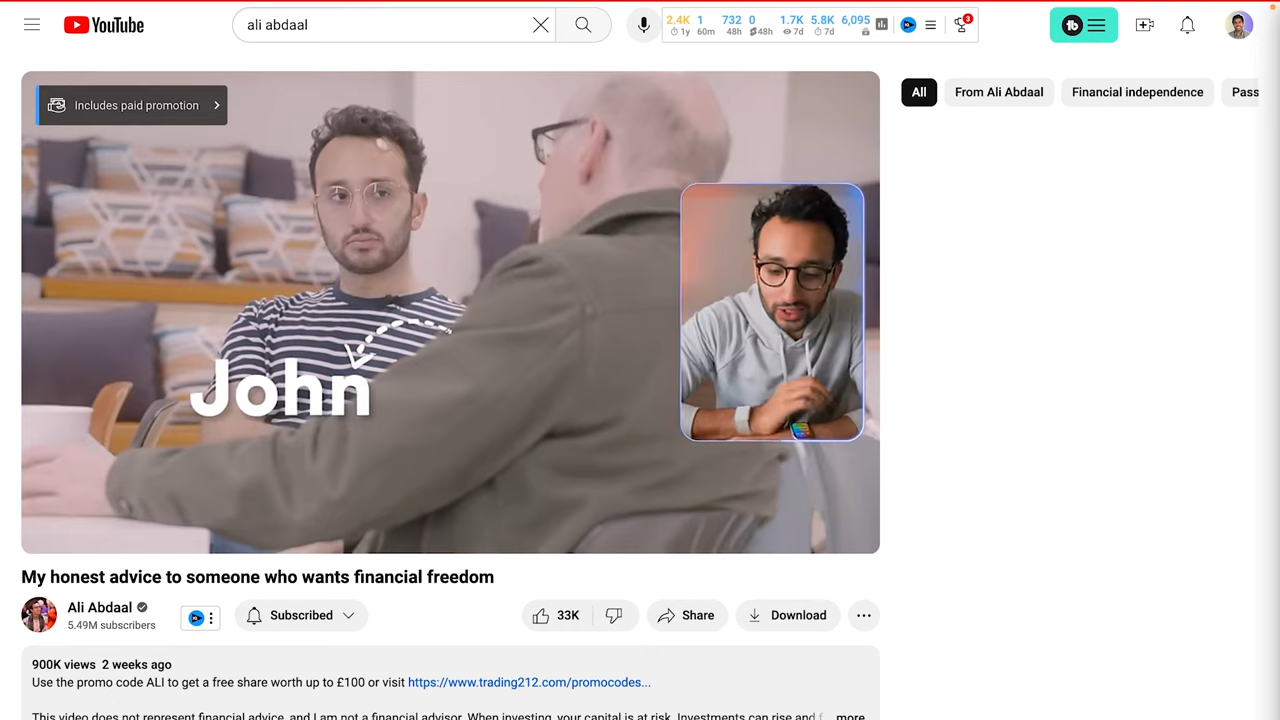 YouTube
ali abdaal
2.4K 1 732 0 1.7K 5.8K 6,095 3
1y 60m 48h 48h 7d 7d
Includes paid promotion
All From Ali Abdaal Financial independence Pass
John
My honest advice to someone who wants financial freedom
Ali Abdaal
5.49M subscribers
Subscribed
33K
Share
Download
900K views 2 weeks ago
Use the promo code ALI to get a free share worth up to £100 or visit https://www.trading212.com/promocodes...
This video does not represent financial advice, and I am not a financial advisor. When investing, your capital is at risk. Investments can rise and f ...more